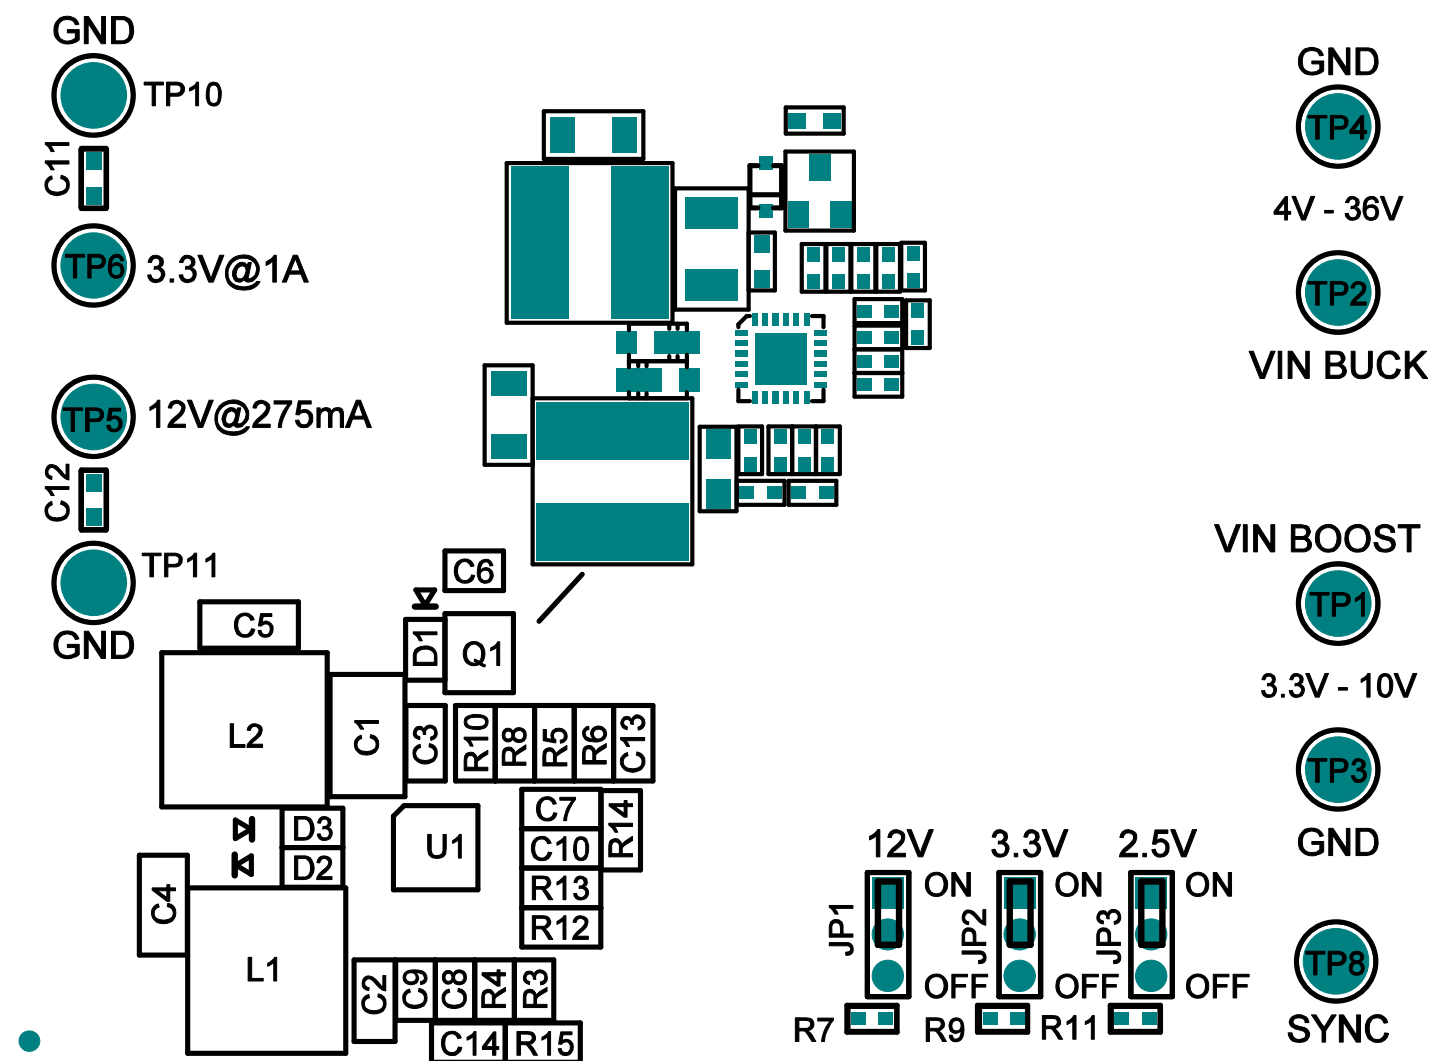 GND
TP10
C11
TP6
3.3V@1A
TP5
12V@275mA
C12
TP11
GND
GND
TP4
4V - 36V
TP2
VIN BUCK
VIN BOOST
TP1
3.3V - 10V
TP3
GND
TP8
SYNC
C6
C5
D1
Q1
L2
C1
C3
R10
R8
R5
R6
C13
D3
D2
U1
C7
C10
R13
R12
R14
C4
L1
C2
C9
C8
R4
R3
C14
R15
12V
3.3V
2.5V
JP1
ON
OFF
JP2
ON
OFF
JP3
ON
OFF
R7
R9
R11